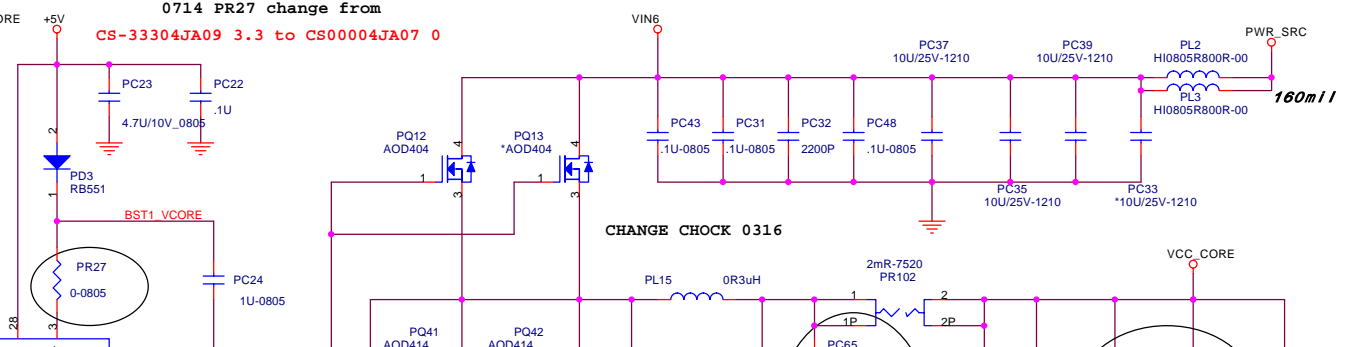 0714 PR27 change from
ORE
+5V
CS-33304JA09 3.3 to CS00004JA07 0
VIN6
PC37
10U/25V-1210
PC39
10U/25V-1210
PL2
HI0805R800R-00
PWR_SRC
PC23
4.7U/10V_0805
PC22
.1U
PL3
HI0805R800R-00
160mil
2
PD3
RB551
1
PQ12
AOD404
4
1
3
PQ13
*AOD404
4
1
3
PC43
.1U-0805
PC31
.1U-0805
PC32
2200P
PC48
.1U-0805
PC35
10U/25V-1210
PC33
*10U/25V-1210
BST1_VCORE
CHANGE CHOCK 0316
PR27
0-0805
PC24
1U-0805
28
3
PL15
0R3uH
2mR-7520
PR102
VCC_CORE
1
2
1P
2P
PQ41
AOD414
PQ42
AOD414
PC65